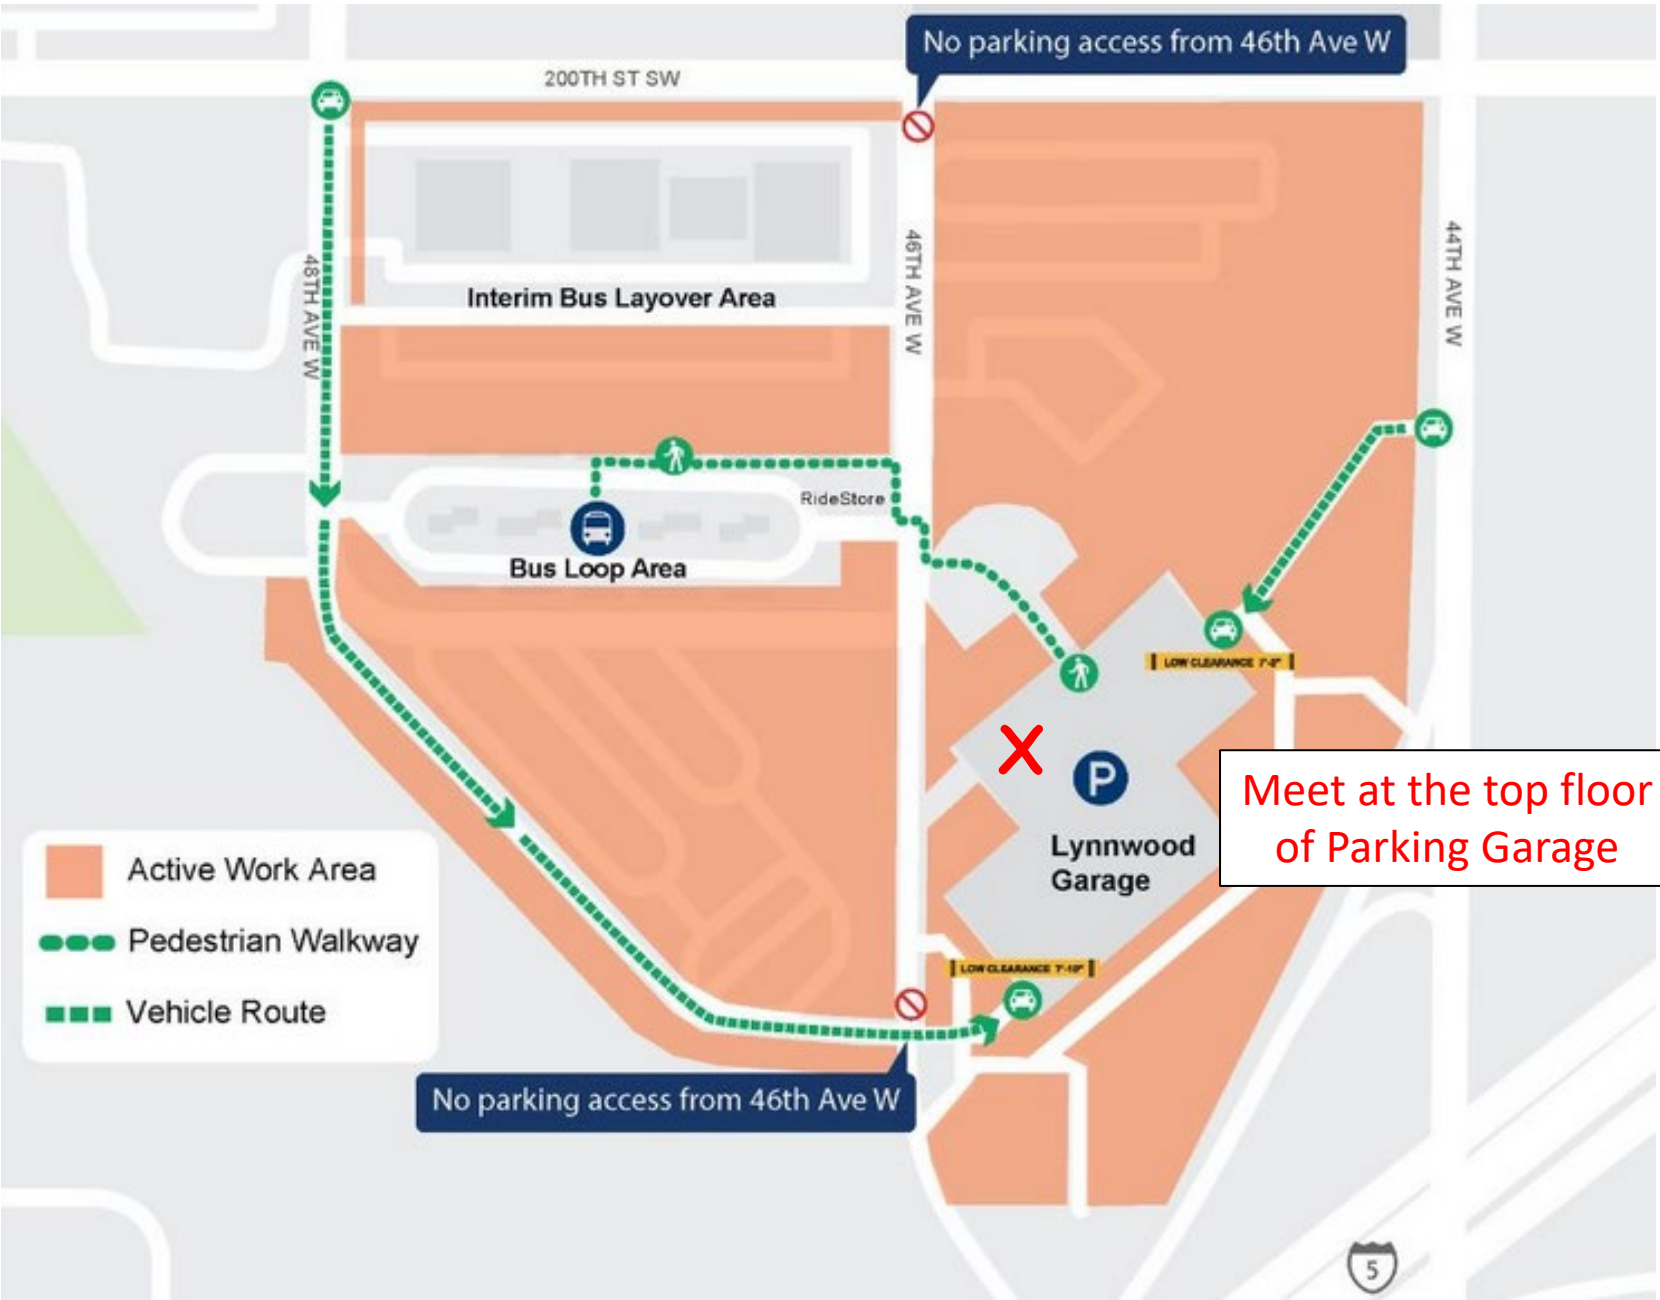 No parking access from 46th Ave W
200TH ST SW
48TH AVE W
46TH AVE W
44TH AVE W
Interim Bus Layover Area
RideStore
Bus Loop Area
LOW CLEARANCE
P
Lynnwood
Garage
Meet at the top floor
of Parking Garage
X
Active Work Area
Pedestrian Walkway
Vehicle Route
LOW CLEARANCE 7'-10"
No parking access from 46th Ave W
5